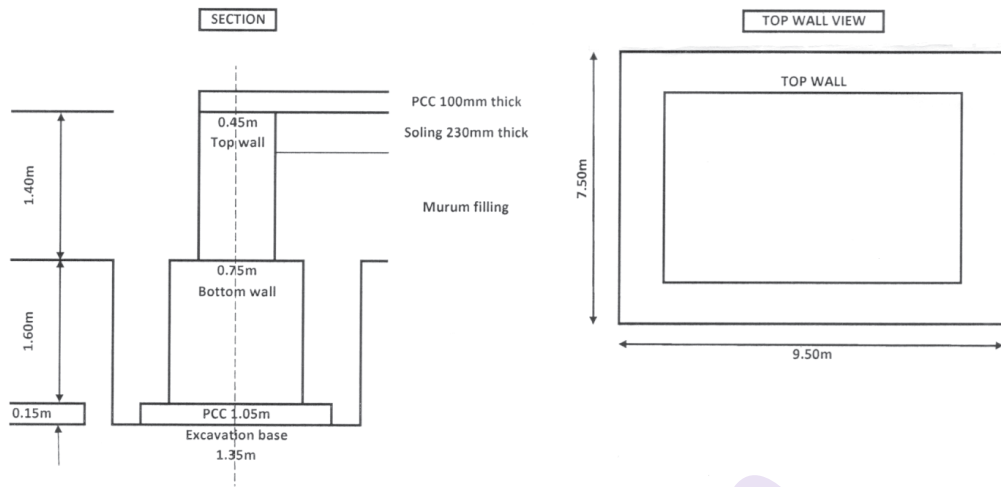 SECTION
TOP WALL VIEW
PCC 100mm thick
0.45m
Top wall
Soling 230mm thick
1.40m
Murum filling
0.75m
Bottom wall
1.60m
0.15m
PCC 1.05m
Excavation base
1.35m
TOP WALL
7.50m
9.50m